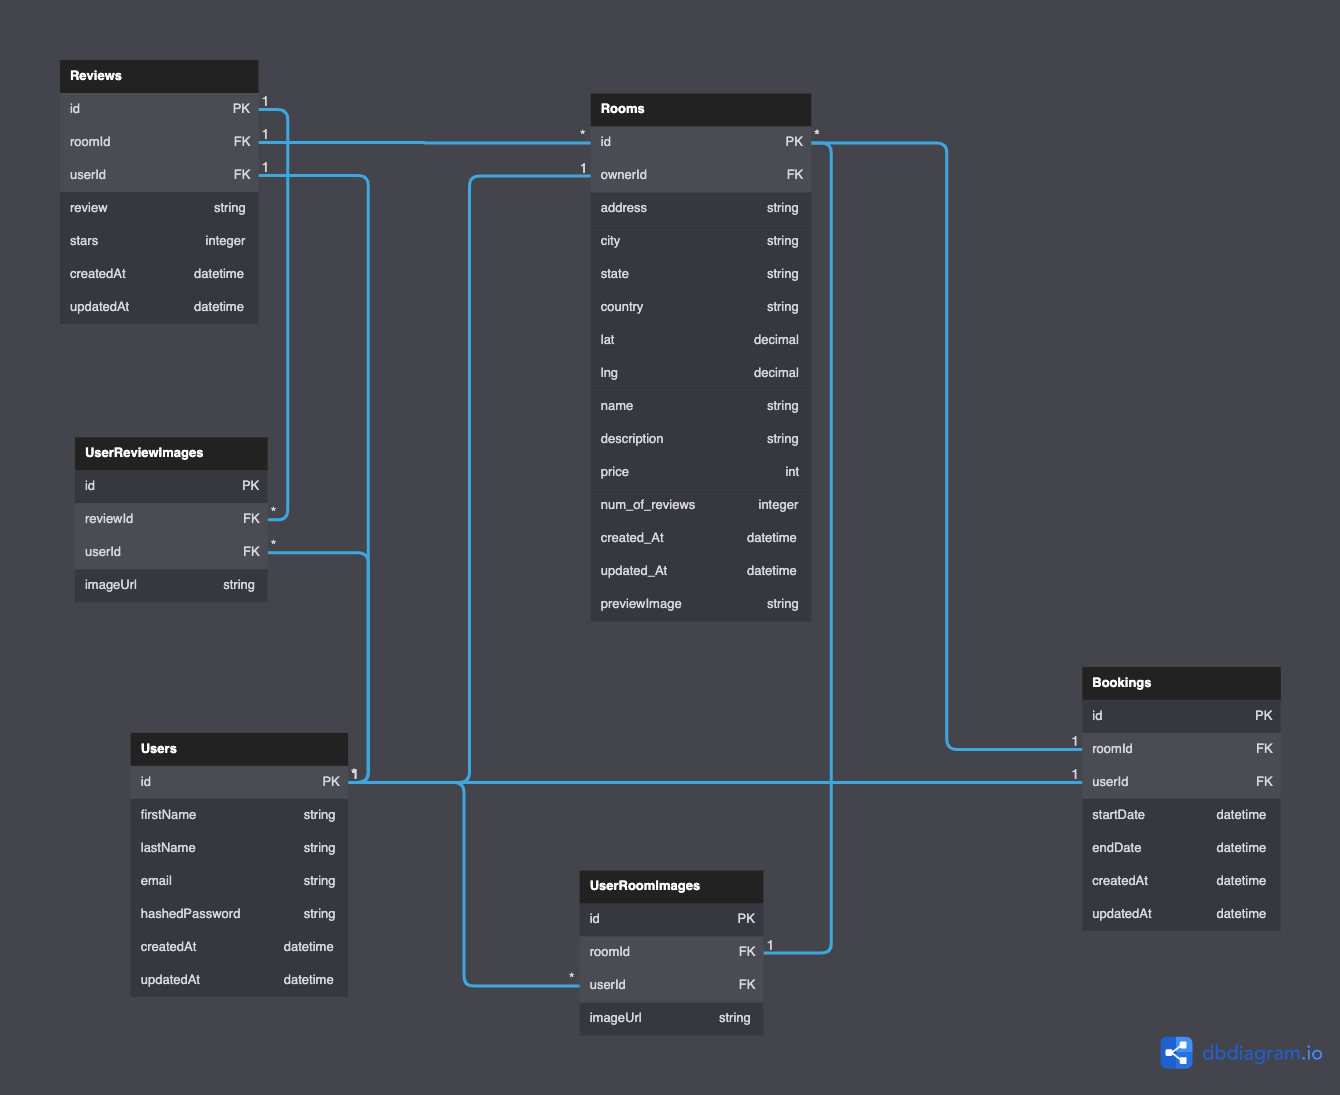 Reviews
id PK 1
roomId FK 1
userId FK 1
review string
stars integer
createdAt datetime
updatedAt datetime
Rooms
* id PK *
1 ownerId FK
address string
city string
state string
country string
lat decimal
lng decimal
name string
description string
price int
num_of_reviews integer
created_At datetime
updated_At datetime
previewImage string
UserReviewImages
id PK
reviewId FK *
userId FK *
imageUrl string
Users
id PK 1
firstName string
lastName string
email string
hashedPassword string
createdAt datetime
updatedAt datetime
Bookings
id PK
1 roomId FK
1 userId FK
startDate datetime
endDate datetime
createdAt datetime
updatedAt datetime
UserRoomImages
id PK
roomId FK 1
* userId FK
imageUrl string
dbdiagram.io